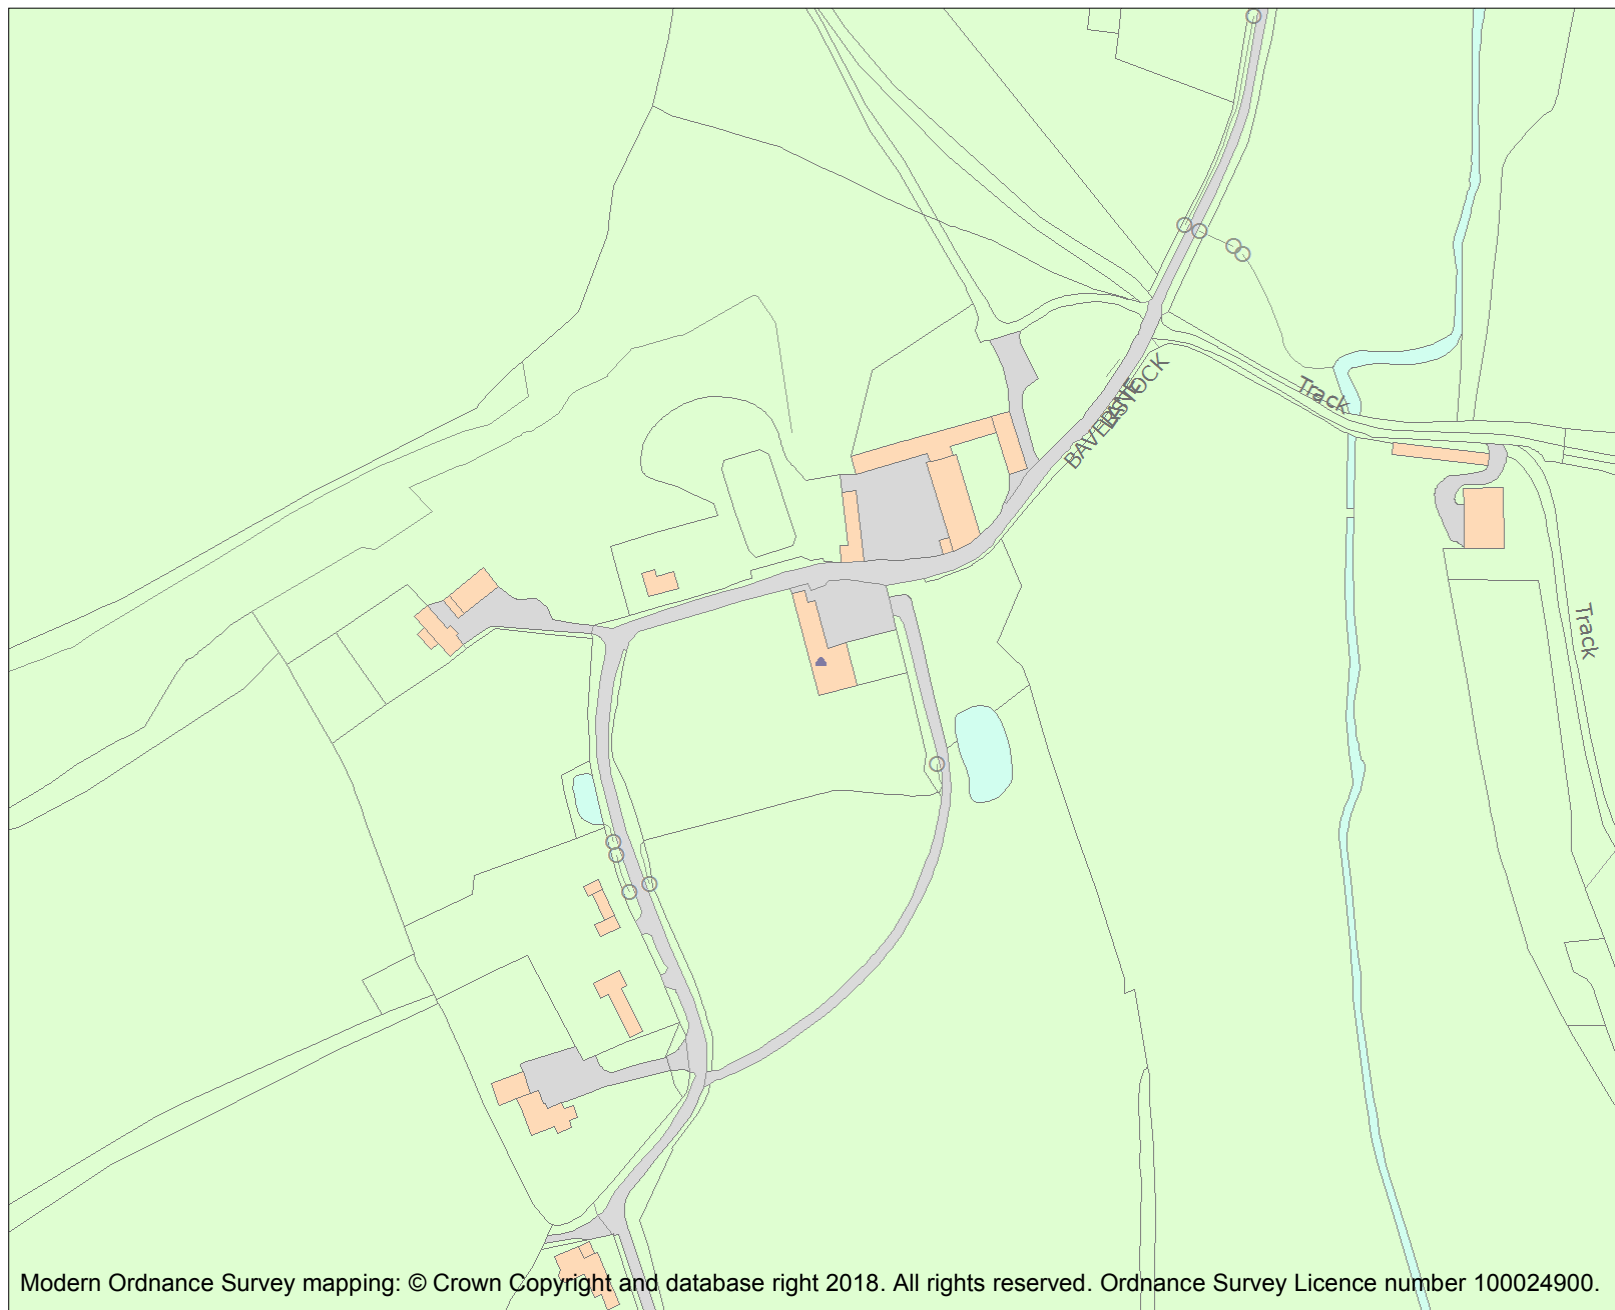 BAVERSTOCK
LANE
Track
Track
Modern Ordnance Survey mapping: © Crown Copyright and database right 2018. All rights reserved. Ordnance Survey Licence number 100024900.